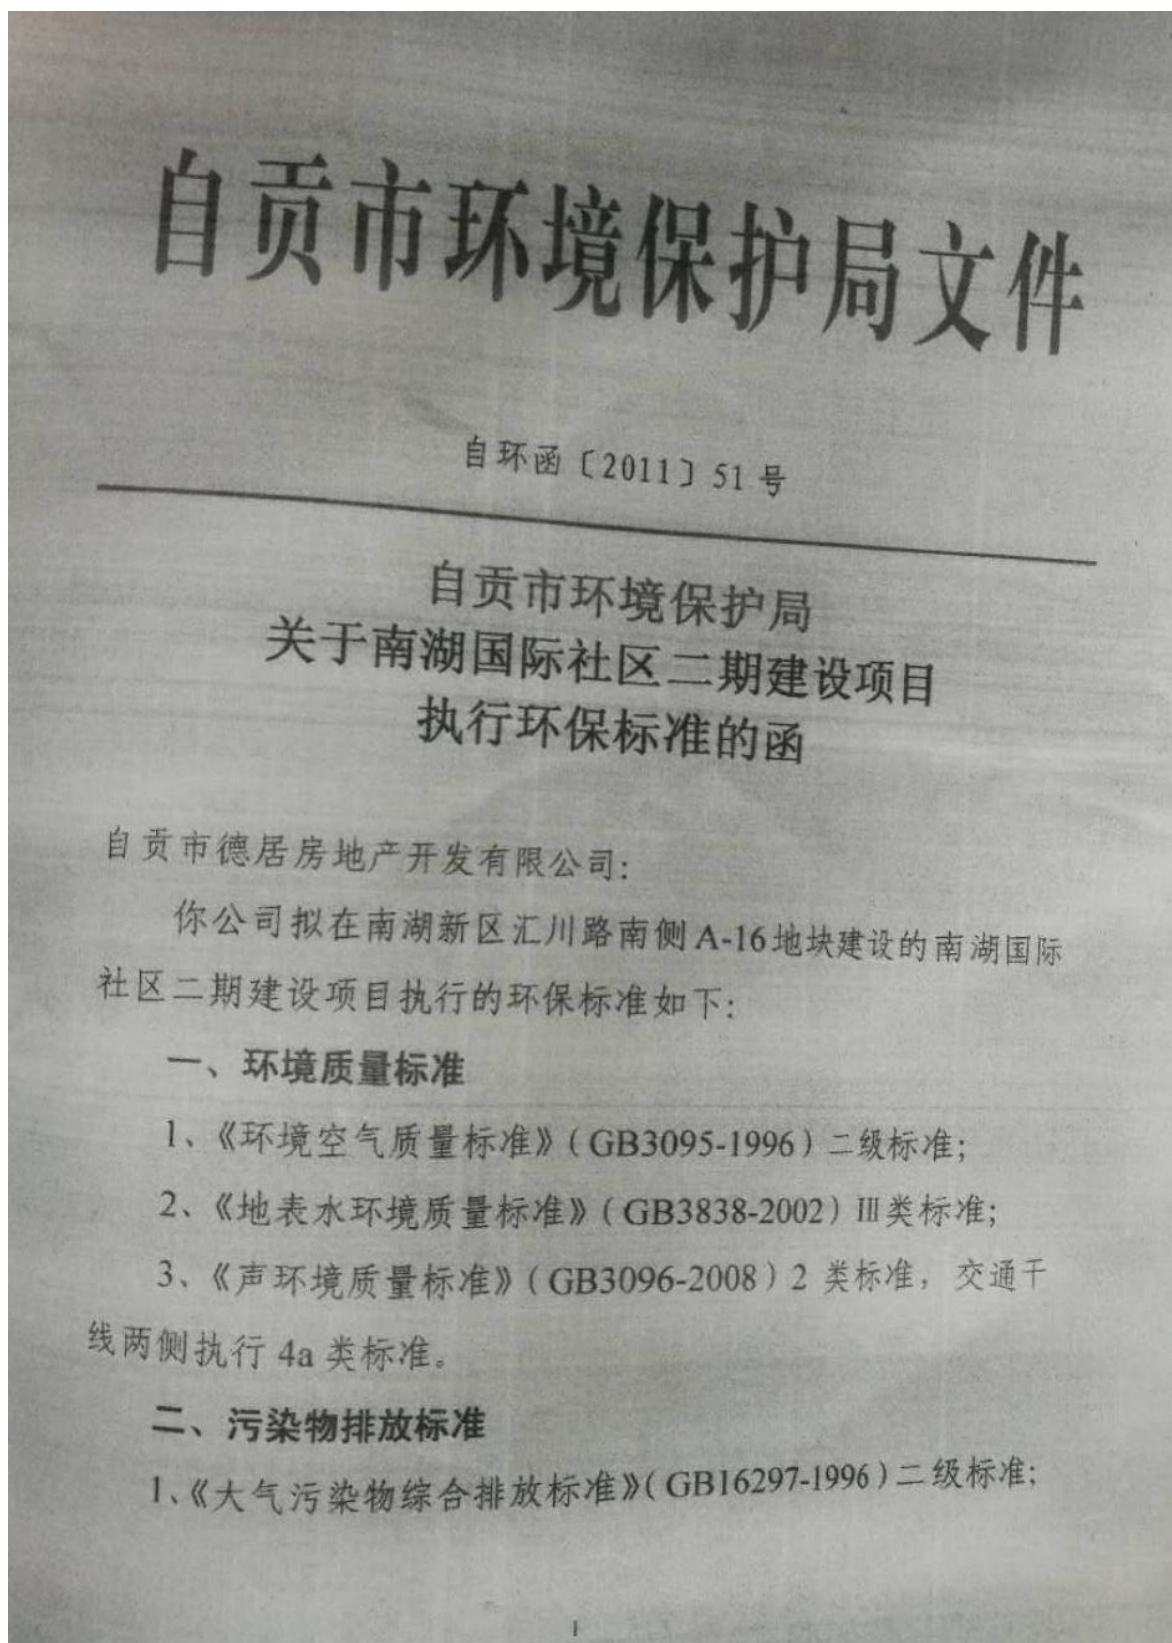 自贡市环境保护局文件
自环函〔2011〕51号
自贡市环境保护局
关于南湖国际社区二期建设项目
执行环保标准的函
自贡市德居房地产开发有限公司:
你公司拟在南湖新区汇川路南侧A-16地块建设的南湖国际
社区二期建设项目执行的环保标准如下:
一、环境质量标准
1、《环境空气质量标准》(GB3095-1996)二级标准;
2、《地表水环境质量标准》(GB3838-2002)Ⅲ类标准;
3、《声环境质量标准》(GB3096-2008)2 类标准，交通干
线两侧执行 4a 类标准。
二、污染物排放标准
1、《大气污染物综合排放标准》(GB16297-1996)二级标准;
1